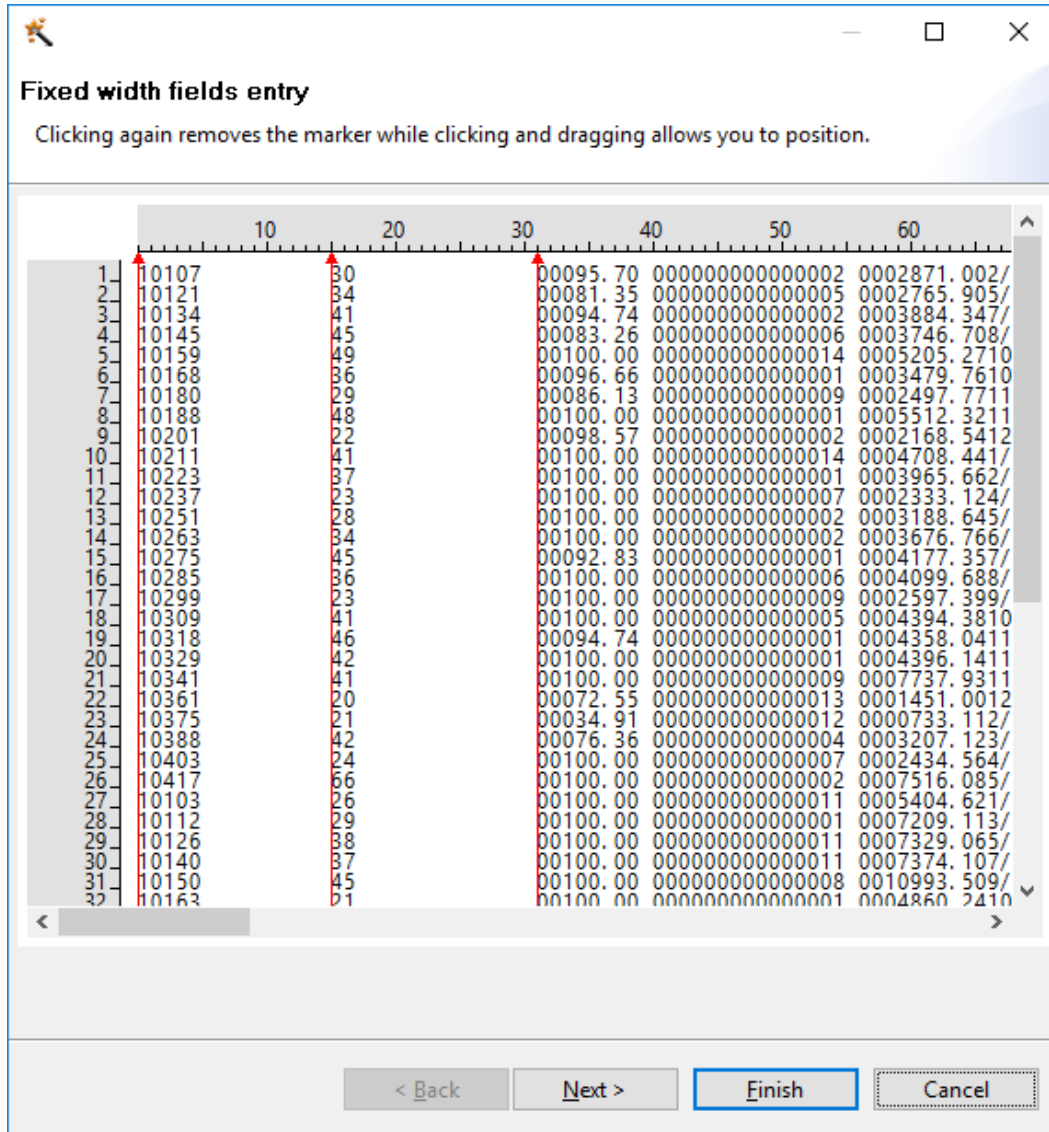 Fixed width fields entry
Clicking again removes the marker while clicking and dragging allows you to position.
10 20 30 40 50 60
1 10107 30 00095.70 000000000000002 0002871.002/
2 10121 34 00081.35 000000000000005 0002765.905/
3 10134 41 00094.74 000000000000002 0003884.347/
4 10145 45 00083.26 000000000000006 0003746.708/
5 10159 49 00100.00 000000000000014 0005205.2710
6 10168 36 00096.66 000000000000001 0003479.7610
7 10180 29 00086.13 000000000000009 0002497.7711
8 10188 48 00100.00 000000000000001 0005512.3211
9 10201 22 00098.57 000000000000002 0002168.5412
10 10211 41 00100.00 000000000000014 0004708.441/
11 10223 37 00100.00 000000000000001 0003965.662/
12 10237 23 00100.00 000000000000007 0002333.124/
13 10251 28 00100.00 000000000000002 0003188.645/
14 10263 34 00100.00 000000000000002 0003676.766/
15 10275 45 00092.83 000000000000001 0004177.357/
16 10285 36 00100.00 000000000000006 0004099.688/
17 10299 23 00100.00 000000000000009 0002597.399/
18 10309 41 00100.00 000000000000005 0004394.3810
19 10318 46 00094.74 000000000000001 0004358.0411
20 10329 42 00100.00 000000000000001 0004396.1411
21 10341 41 00100.00 000000000000009 0007737.9311
22 10361 20 00072.55 000000000000013 0001451.0012
23 10375 21 00034.91 000000000000012 0000733.112/
24 10388 42 00076.36 000000000000004 0003207.123/
25 10403 24 00100.00 000000000000007 0002434.564/
26 10417 66 00100.00 000000000000002 0007516.085/
27 10103 26 00100.00 000000000000011 0005404.621/
28 10112 29 00100.00 000000000000001 0007209.113/
29 10126 38 00100.00 000000000000011 0007329.065/
30 10140 37 00100.00 000000000000011 0007374.107/
31 10150 45 00100.00 000000000000008 0010993.509/
32 10163 21 00100.00 000000000000001 0004860.2410
< Back Next > Finish Cancel